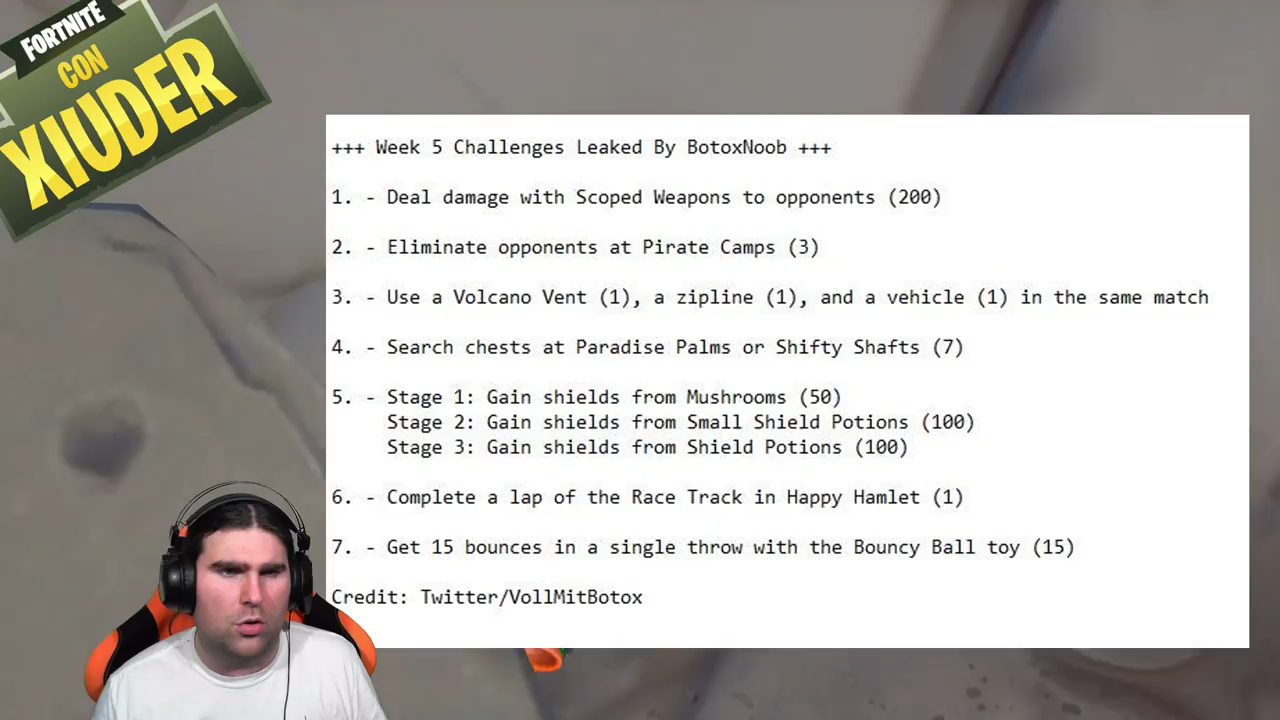 FORTNITE
CON
XIUDER
+++ Week 5 Challenges Leaked By BotoxNoob +++
1. - Deal damage with Scoped Weapons to opponents (200)
2. - Eliminate opponents at Pirate Camps (3)
3. - Use a Volcano Vent (1), a zipline (1), and a vehicle (1) in the same match
4. - Search chests at Paradise Palms or Shifty Shafts (7)
5. - Stage 1: Gain shields from Mushrooms (50)
Stage 2: Gain shields from Small Shield Potions (100)
Stage 3: Gain shields from Shield Potions (100)
6. - Complete a lap of the Race Track in Happy Hamlet (1)
7. - Get 15 bounces in a single throw with the Bouncy Ball toy (15)
Credit: Twitter/VollMitBotox